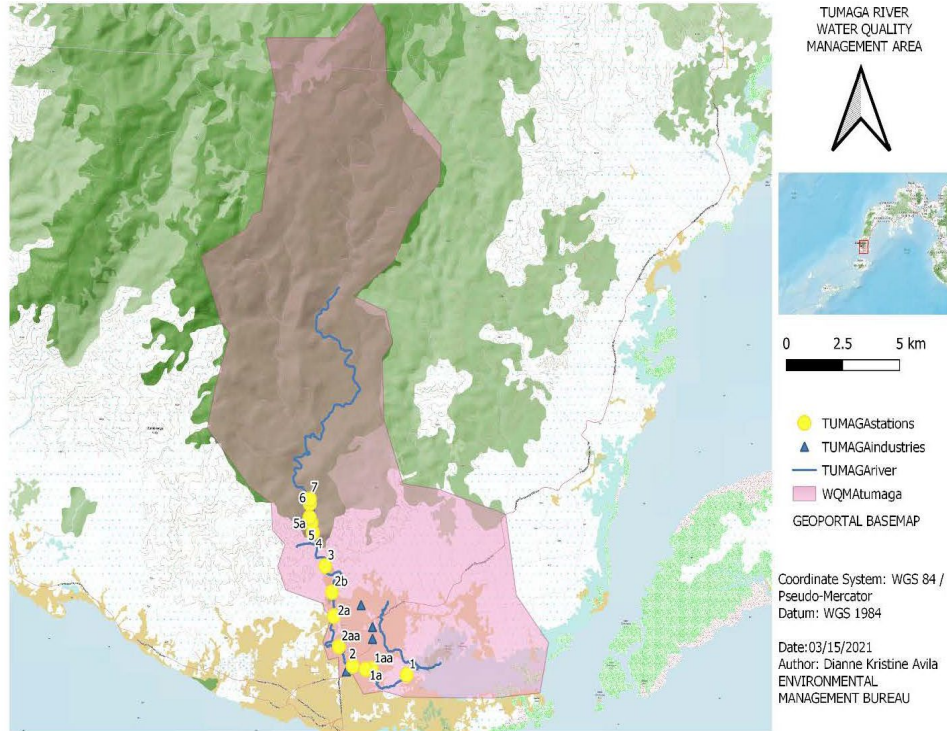 TUMAGA RIVER
WATER QUALITY
MANAGEMENT AREA
0 2.5 5 km
TUMAGAstations
TUMAGAindustries
TUMAGAriver
WQMAtumaga
GEOPORTAL BASEMAP
Coordinate System: WGS 84 /
Pseudo-Mercator
Datum: WGS 1984
Date:03/15/2021
Author: Dianne Kristine Avila
ENVIRONMENTAL
MANAGEMENT BUREAU
7
6
5a
5
4
3
2b
2a
2aa
2
1aa
1a
1